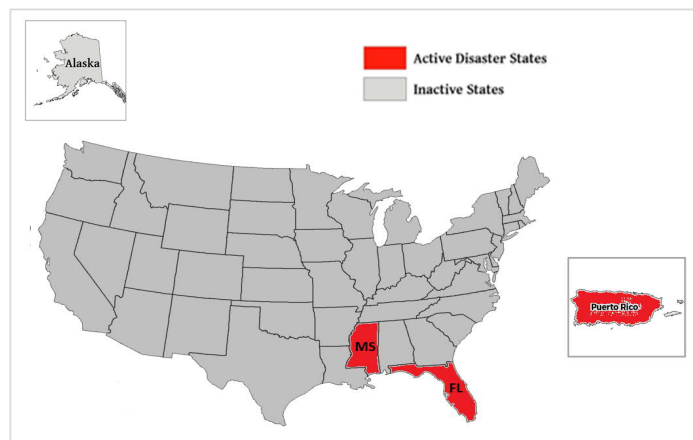 Alaska
Active Disaster States
Inactive States
MS
FL
Puerto Rico